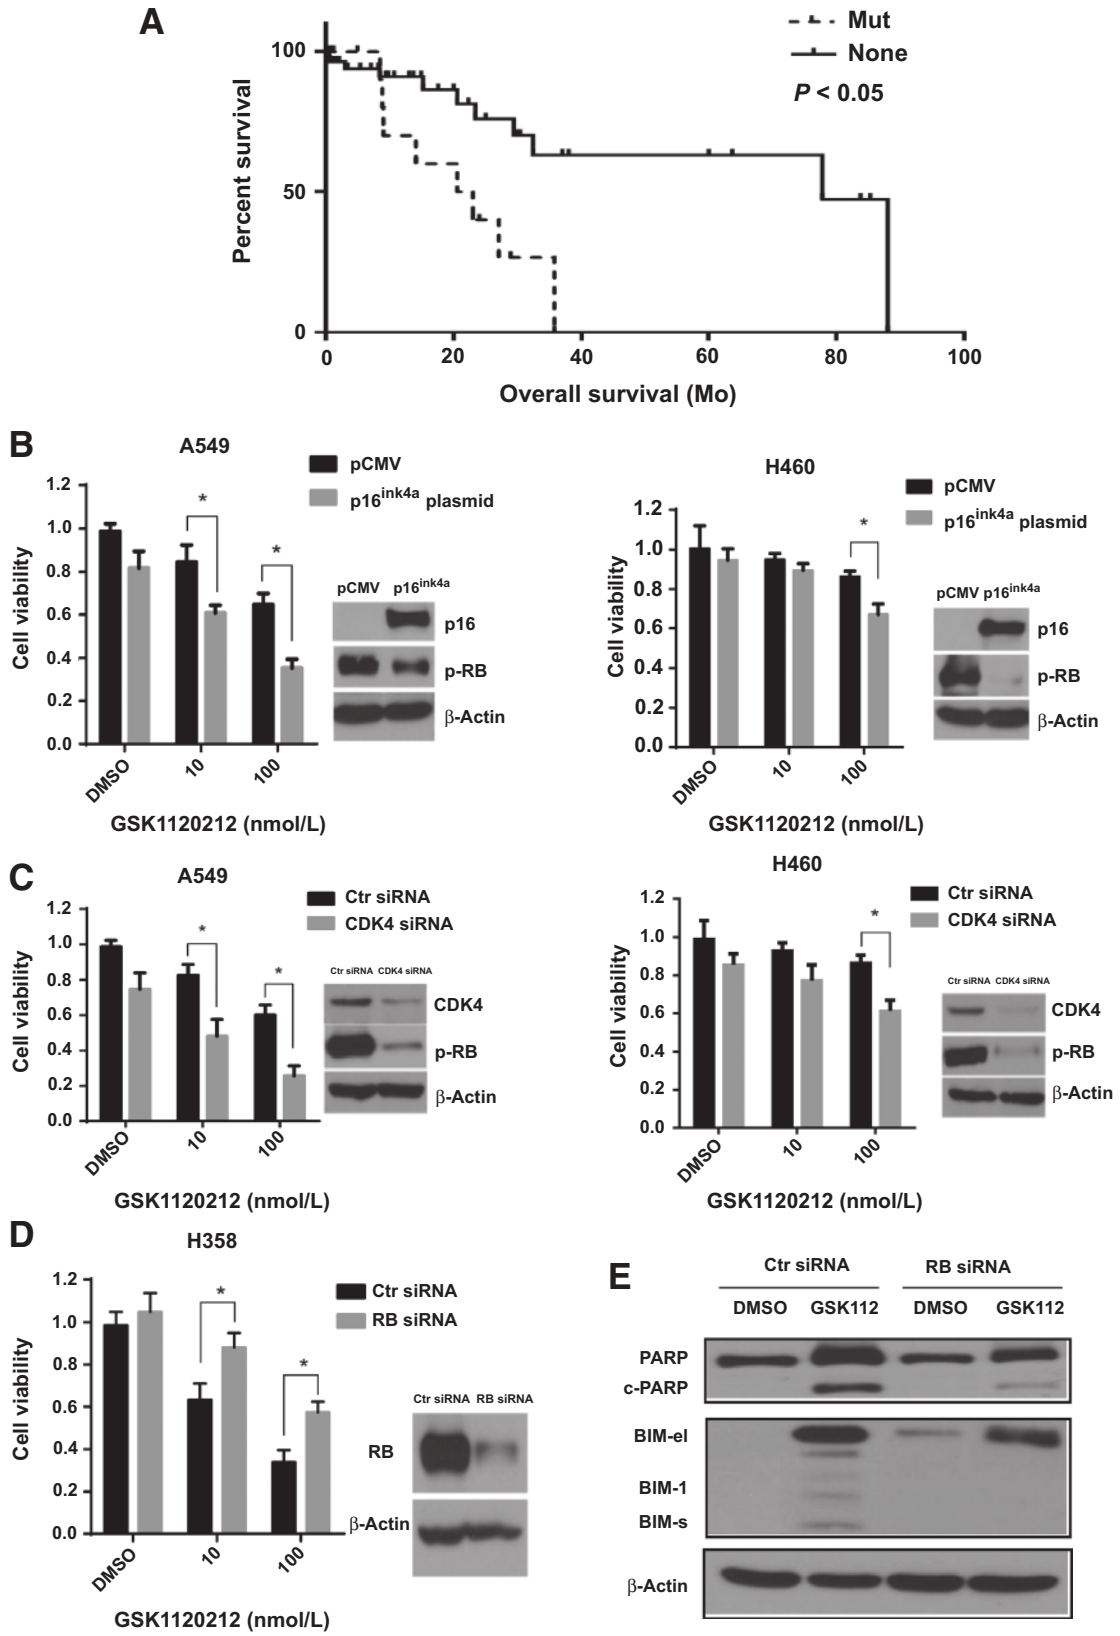 A
Mut
None
P < 0.05
100
50
0
Percent survival
0 20 40 60 80 100
Overall survival (Mo)
B
A549
pCMV
p16ink4a plasmid
1.2
1.0
0.8
0.6
0.4
0.2
0.0
Cell viability
DMSO 10 100
GSK1120212 (nmol/L)
* *
pCMV p16ink4a
p16
p-RB
β-Actin
H460
pCMV
p16ink4a plasmid
1.2
1.0
0.8
0.6
0.4
0.2
0.0
Cell viability
DMSO 10 100
GSK1120212 (nmol/L)
*
pCMV p16ink4a
p16
p-RB
β-Actin
C
A549
Ctr siRNA
CDK4 siRNA
1.2
1.0
0.8
0.6
0.4
0.2
0.0
Cell viability
DMSO 10 100
GSK1120212 (nmol/L)
* *
Ctr siRNA CDK4 siRNA
CDK4
p-RB
β-Actin
H460
Ctr siRNA
CDK4 siRNA
1.2
1.0
0.8
0.6
0.4
0.2
0.0
Cell viability
DMSO 10 100
GSK1120212 (nmol/L)
*
Ctr siRNA CDK4 siRNA
CDK4
p-RB
β-Actin
D
H358
Ctr siRNA
RB siRNA
1.2
1.0
0.8
0.6
0.4
0.2
0.0
Cell viability
DMSO 10 100
GSK1120212 (nmol/L)
* *
Ctr siRNA RB siRNA
RB
β-Actin
E
Ctr siRNA RB siRNA
DMSO GSK112 DMSO GSK112
PARP
c-PARP
BIM-el
BIM-1
BIM-s
β-Actin